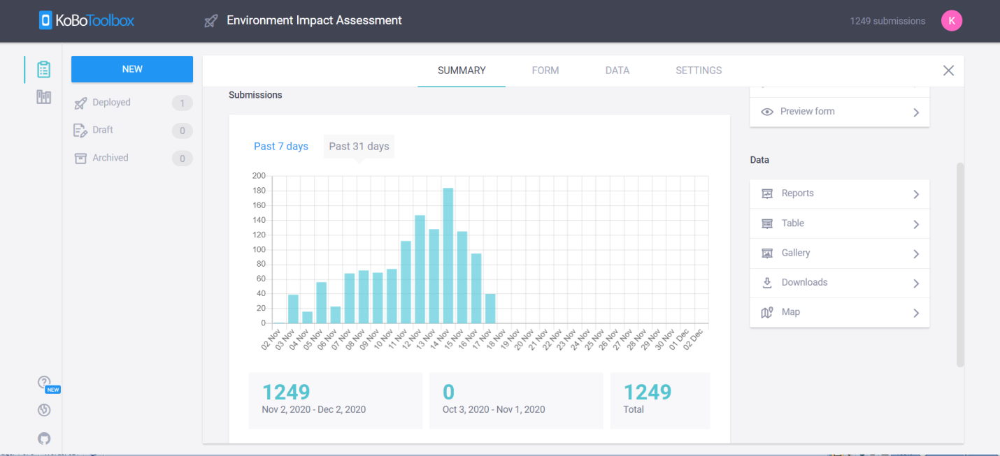 KoBoToolbox
Environment Impact Assessment
1249 submissions
K
NEW
Deployed 1
Draft 0
Archived 0
SUMMARY FORM DATA SETTINGS
Submissions
Past 7 days Past 31 days
200
180
160
140
120
100
80
60
40
20
0
02 Nov
03 Nov
04 Nov
05 Nov
06 Nov
07 Nov
08 Nov
09 Nov
10 Nov
11 Nov
12 Nov
13 Nov
14 Nov
15 Nov
16 Nov
17 Nov
18 Nov
19 Nov
20 Nov
21 Nov
22 Nov
23 Nov
24 Nov
25 Nov
26 Nov
27 Nov
28 Nov
29 Nov
30 Nov
01 Dec
02 Dec
1249
Nov 2, 2020 - Dec 2, 2020
0
Oct 3, 2020 - Nov 1, 2020
1249
Total
Preview form
Data
Reports
Table
Gallery
Downloads
Map
NEW